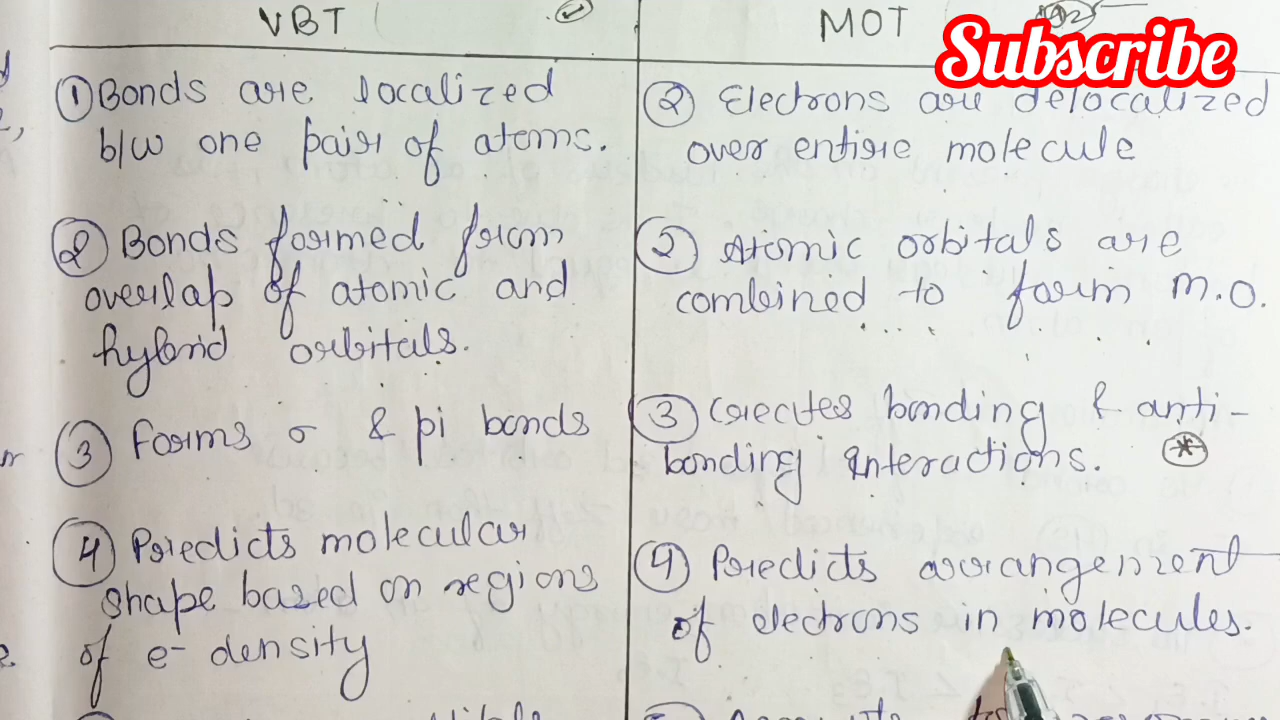 VBT
MOT
Subscribe
① Bonds are localized
b/w one pair of atoms.
② Bonds formed from
overlap of atomic and
hybrid orbitals.
③ Forms σ & pi bonds
④ Predicts molecular
shape based on regions
of e- density
② Electrons are delocalized
over entire molecule
② Atomic orbitals are
combined to form M.O.
③ Creates bonding & anti-
bonding interactions. *
④ Predicts arrangement
of electrons in molecules.